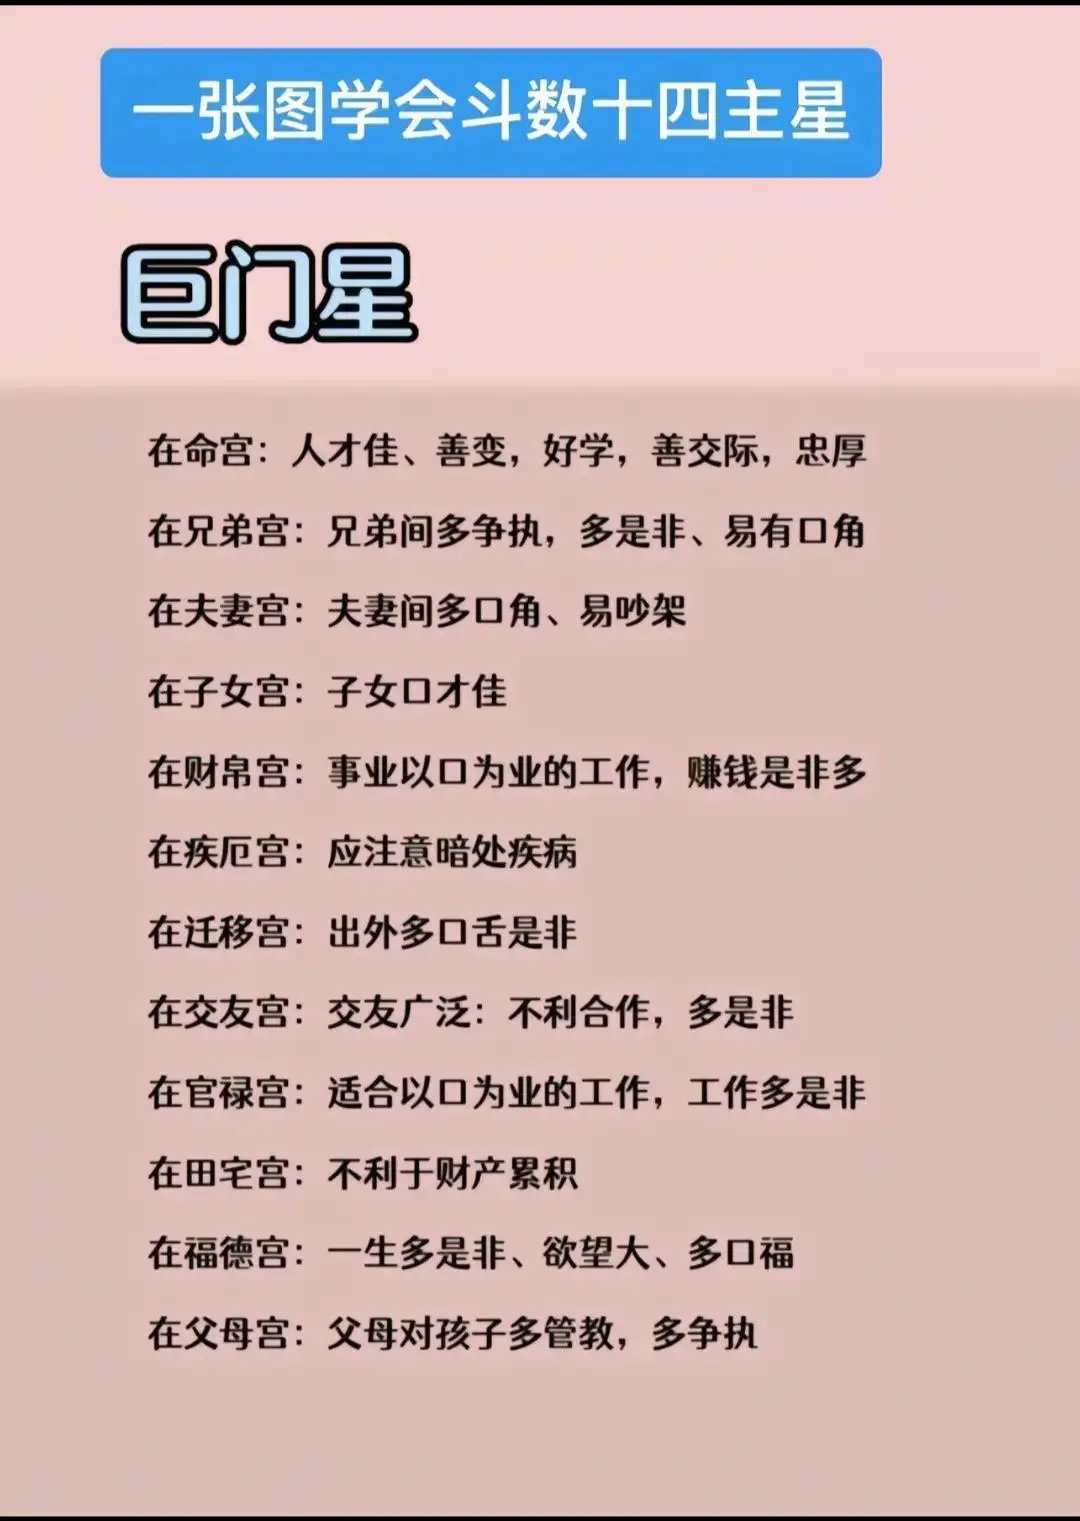 一张图学会斗数十四主星
巨门星
在命宫：人才佳、善变，好学，善交际，忠厚
在兄弟宫：兄弟间多争执，多是非、易有口角
在夫妻宫：夫妻间多口角、易吵架
在子女宫：子女口才佳
在财帛宫：事业以口为业的工作，赚钱是非多
在疾厄宫：应注意暗处疾病
在迁移宫：出外多口舌是非
在交友宫：交友广泛：不利合作，多是非
在官禄宫：适合以口为业的工作，工作多是非
在田宅宫：不利于财产累积
在福德宫：一生多是非、欲望大、多口福
在父母宫：父母对孩子多管教，多争执